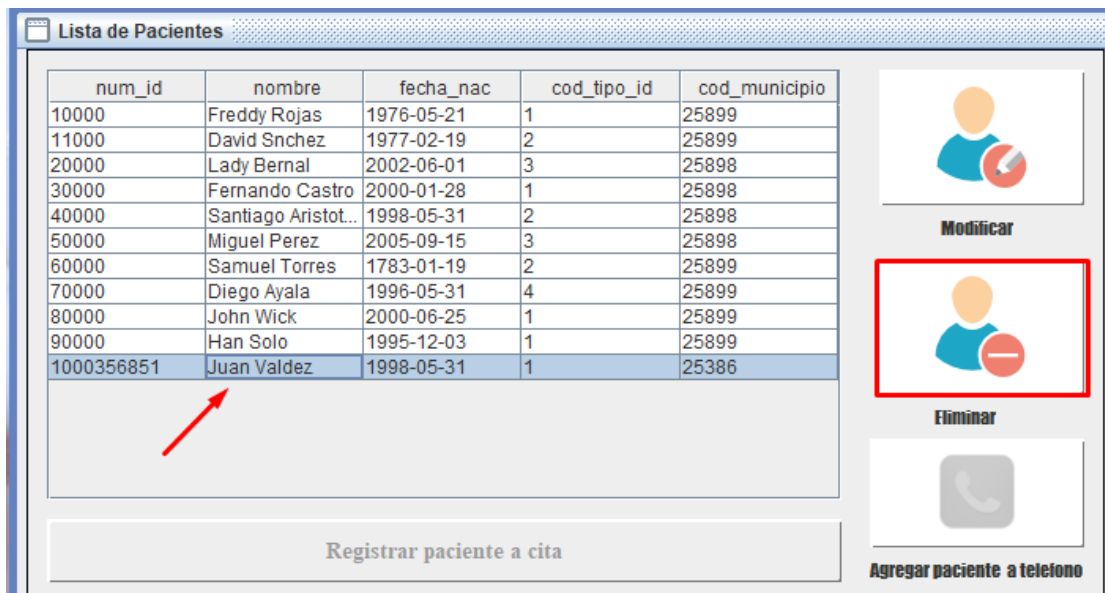 Lista de Pacientes
num_id nombre fecha_nac cod_tipo_id cod_municipio
10000 Freddy Rojas 1976-05-21 1 25899
11000 David Snchez 1977-02-19 2 25899
20000 Lady Bernal 2002-06-01 3 25898
30000 Fernando Castro 2000-01-28 1 25898
40000 Santiago Aristot... 1998-05-31 2 25898
50000 Miguel Perez 2005-09-15 3 25898
60000 Samuel Torres 1783-01-19 2 25899
70000 Diego Ayala 1996-05-31 4 25899
80000 John Wick 2000-06-25 1 25899
90000 Han Solo 1995-12-03 1 25899
1000356851 Juan Valdez 1998-05-31 1 25386
Modificar
Eliminar
Registrar paciente a cita
Agregar paciente a telefono